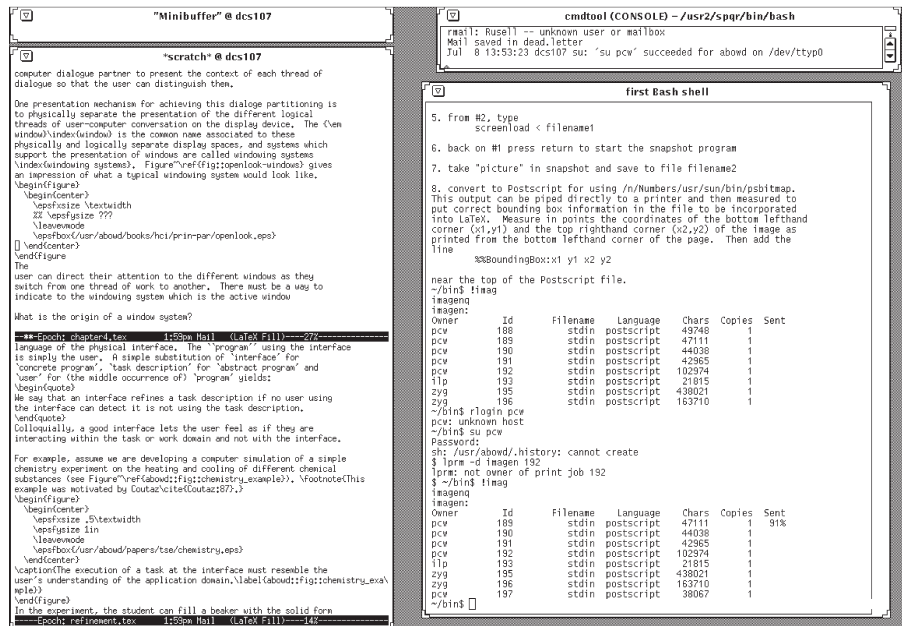 "Minibuffer" @ dcs107
*scratch* @ dcs107
computer dialogue partner to present the context of each thread of
dialogue so that the user can distinguish them.
One presentation mechanism for achieving this dialogue partitioning is
to physically separate the presentation of the different logical
threads of user-computer conversation on the display device.  The {\em
window}\index{window} is the common name associated to these
physically and logically separate display spaces, and systems which
support the presentation of windows are called windowing systems
\index{windowing systems}.  Figure~\ref{fig::openlook-windows} gives
an impression of what a typical windowing system would look like.
\begin{figure}
\begin{center}
\epsfxsize \textwidth
%% \epsfysize ???
\leavevmode
\epsfbox{/usr/abowd/books/hci/prin-par/openlook.eps}
\end{center}
\end{figure
The
user can direct their attention to the different windows as they
switch from one thread of work to another.  There must be a way to
indicate to the windowing system which is the active window
What is the origin of a window system?
--**-Epoch: chapter4.tex      1:59pm Mail   (LaTeX Fill)----27%---------------
language of the physical interface.  The ``program'' using the interface
is simply the user.  A simple substitution of `interface' for
`concrete program', `task description' for `abstract program' and
`user' for (the middle occurrence of) `program' yields:
\begin{quote}
We say that an interface refines a task description if no user using
the interface can detect it is not using the task description.
\end{quote}
Colloquially, a good interface lets the user feel as if they are
interacting within the task or work domain and not with the interface.
For example, assume we are developing a computer simulation of a simple
chemistry experiment on the heating and cooling of different chemical
substances (see Figure~\ref{abowd::fig::chemistry_example}). \footnote{This
example was motivated by Coutaz\cite{Coutaz:87}.}
\begin{figure}
\begin{center}
\epsfxsize .5\textwidth
\epsfysize 1in
\leavevmode
\epsfbox{/usr/abowd/papers/tse/chemistry.eps}
\end{center}
\caption{The execution of a task at the interface must resemble the
user's understanding of the application domain.\label{abowd::fig::chemistry_exa\
mple}}
\end{figure}
In the experiment, the student can fill a beaker with the solid form
-----Epoch: refinement.tex    1:59pm Mail   (LaTeX Fill)----14%---------------
cmdtool (CONSOLE) - /usr2/spqr/bin/bash
rmail: Rusell -- unknown user or mailbox
Mail saved in dead.letter
Jul  8 13:53:23 dcs107 su: 'su pcw' succeeded for abowd on /dev/ttyp0
^
first Bash shell
5. from #2, type
screenload < filename1
6. back on #1 press return to start the snapshot program
7. take "picture" in snapshot and save to file filename2
8. convert to Postscript for using /n/Numbers/usr/sun/bin/psbitmap.
This output can be piped directly to a printer and then measured to
put correct bounding box information in the file to be incorporated
into LaTeX.  Measure in points the coordinates of the bottom lefthand
corner (x1,y1) and the top righthand corner (x2,y2) of the image as
printed from the bottom lefthand corner of the page.  Then add the
line
%%BoundingBox:x1 y1 x2 y2
near the top of the Postscript file.
~/bin$ !imag
imagenq
imagen:
Owner Id Filename Language Chars Copies Sent
pcw 188 stdin postscript 49748 1
pcw 189 stdin postscript 47111 1
pcw 190 stdin postscript 44038 1
pcw 191 stdin postscript 42965 1
pcw 192 stdin postscript 102974 1
ilp 193 stdin postscript 21815 1
zyg 195 stdin postscript 438021 1
zyg 196 stdin postscript 163710 1
~/bin$ rlogin pcw
pcw: unknown host
~/bin$ su pcw
Password:
sh: /usr/abowd/.history: cannot create
$ lprm -d imagen 192
lprm: not owner of print job 192
$ ~/bin$ !imag
imagenq
imagen:
Owner Id Filename Language Chars Copies Sent
pcw 189 stdin postscript 47111 1 91%
pcw 190 stdin postscript 44038 1
pcw 191 stdin postscript 42965 1
pcw 192 stdin postscript 102974 1
ilp 193 stdin postscript 21815 1
zyg 195 stdin postscript 438021 1
zyg 196 stdin postscript 163710 1
pcw 197 stdin postscript 38067 1
~/bin$